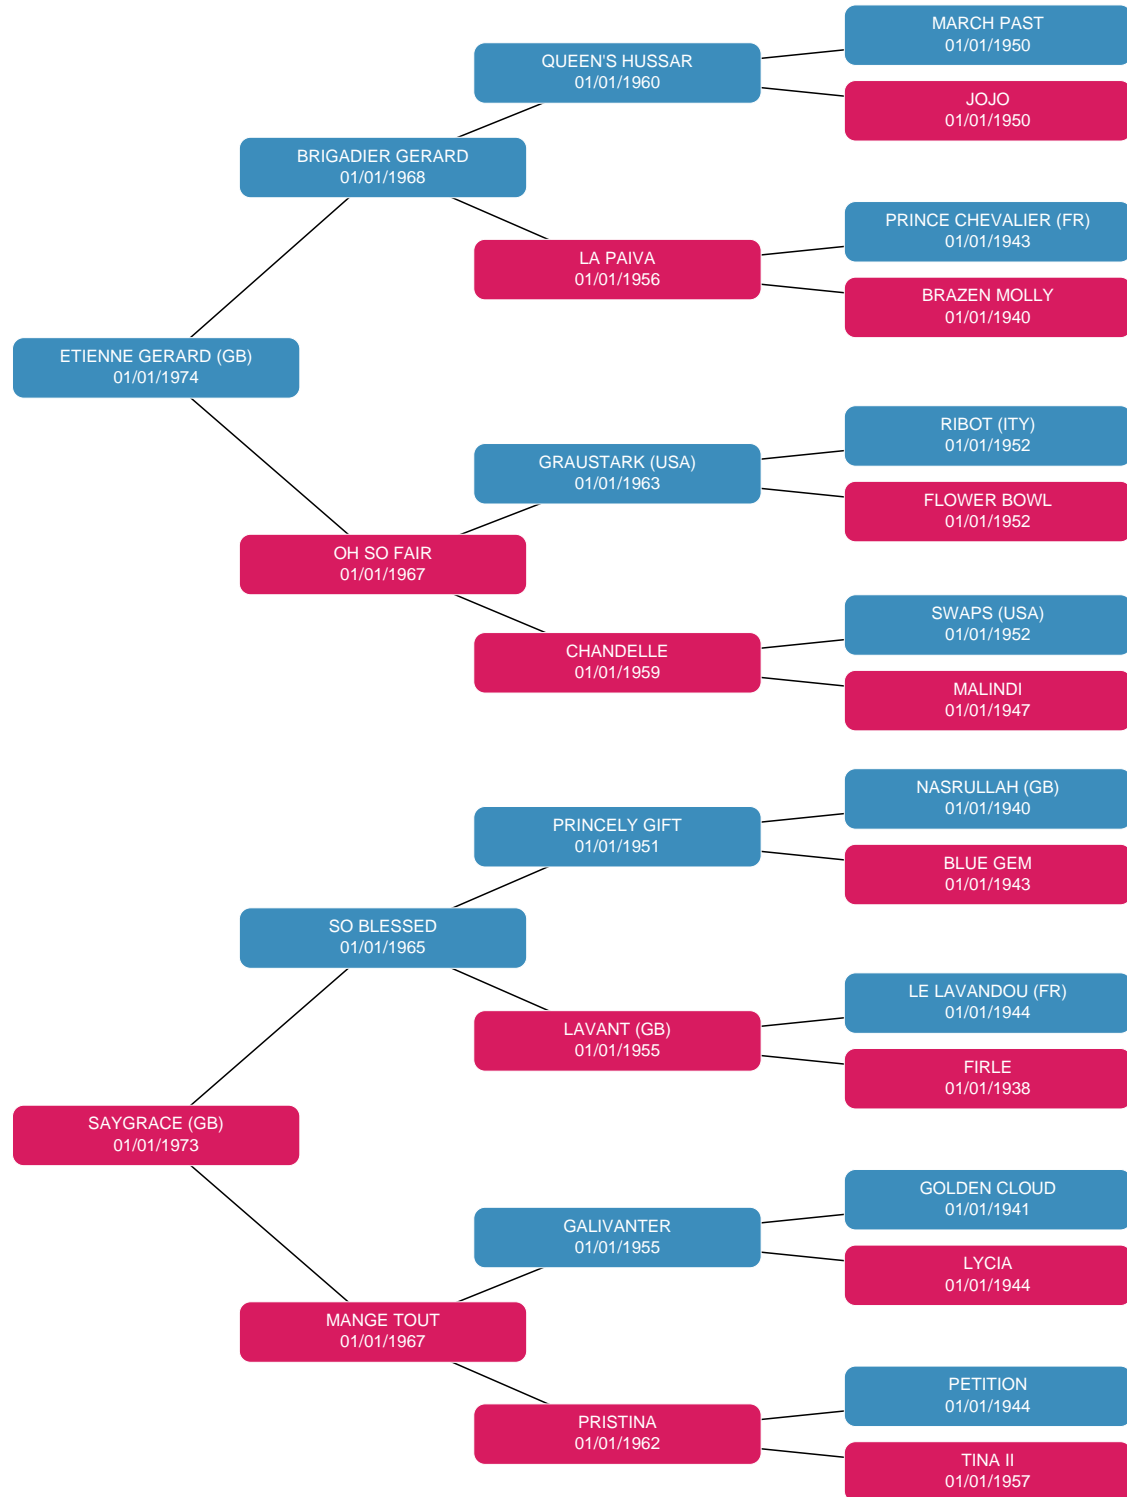 MARCH PAST
01/01/1950
QUEEN'S HUSSAR
01/01/1960
JOJO
01/01/1950
BRIGADIER GERARD
01/01/1968
PRINCE CHEVALIER (FR)
01/01/1943
LA PAIVA
01/01/1956
BRAZEN MOLLY
01/01/1940
ETIENNE GERARD (GB)
01/01/1974
RIBOT (ITY)
01/01/1952
GRAUSTARK (USA)
01/01/1963
FLOWER BOWL
01/01/1952
OH SO FAIR
01/01/1967
SWAPS (USA)
01/01/1952
CHANDELLE
01/01/1959
MALINDI
01/01/1947
NASRULLAH (GB)
01/01/1940
PRINCELY GIFT
01/01/1951
BLUE GEM
01/01/1943
SO BLESSED
01/01/1965
LE LAVANDOU (FR)
01/01/1944
LAVANT (GB)
01/01/1955
FIRLE
01/01/1938
SAYGRACE (GB)
01/01/1973
GOLDEN CLOUD
01/01/1941
GALIVANTER
01/01/1955
LYCIA
01/01/1944
MANGE TOUT
01/01/1967
PETITION
01/01/1944
PRISTINA
01/01/1962
TINA II
01/01/1957